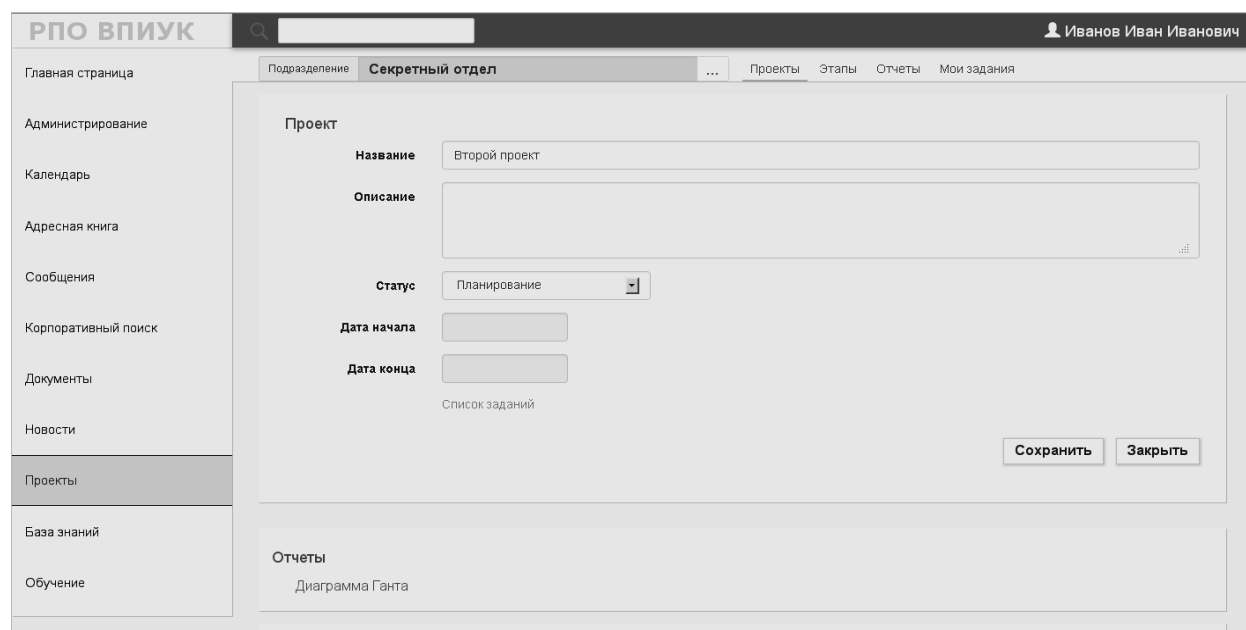 РПО ВПИУК
Иванов Иван Иванович
Главная страница
Администрирование
Календарь
Адресная книга
Сообщения
Корпоративный поиск
Документы
Новости
Проекты
База знаний
Обучение
Подразделение Секретный отдел ... Проекты Этапы Отчеты Мои задания
Проект
Название Второй проект
Описание
Статус Планирование
Дата начала
Дата конца
Список заданий
Сохранить Закрыть
Отчеты
Диаграмма Ганта